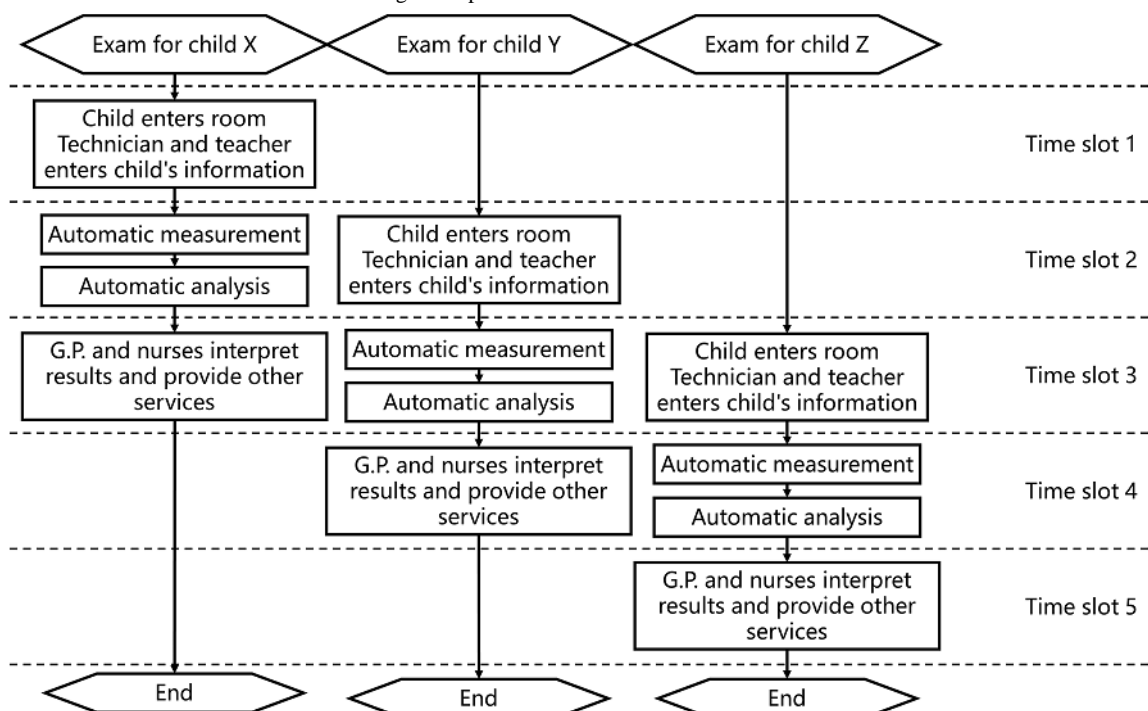 Exam for child X
Exam for child Y
Exam for child Z
Child enters room
Technician and teacher
enters child's information
Time slot 1
Automatic measurement
Automatic analysis
Child enters room
Technician and teacher
enters child's information
Time slot 2
G.P. and nurses interpret
results and provide other
services
Automatic measurement
Automatic analysis
Child enters room
Technician and teacher
enters child's information
Time slot 3
G.P. and nurses interpret
results and provide other
services
Automatic measurement
Automatic analysis
Time slot 4
G.P. and nurses interpret
results and provide other
services
Time slot 5
End
End
End